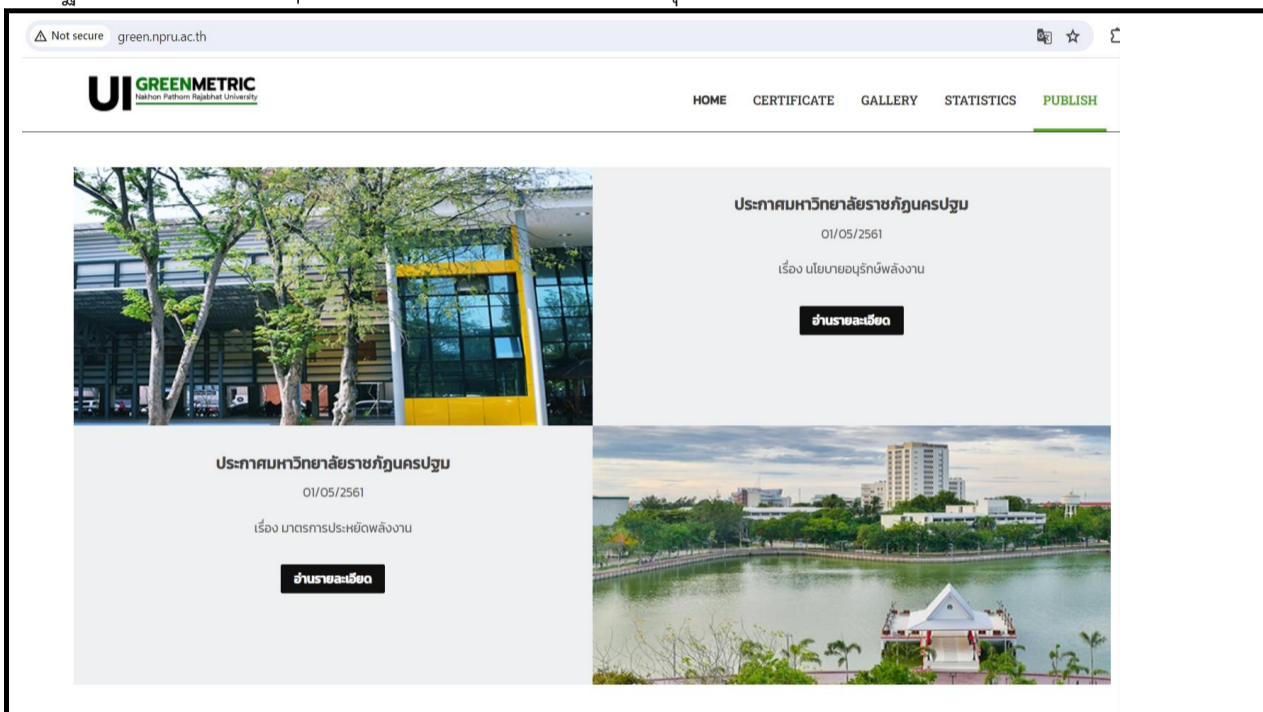 Not secure green.npru.ac.th
UI GREENMETRIC
Nakhon Pathom Rajabhat University
HOME CERTIFICATE GALLERY STATISTICS PUBLISH
ประกาศมหาวิทยาลัยราชภัฏนครปฐม
01/05/2561
เรื่อง นโยบายอนุรักษ์พลังงาน
อ่านรายละเอียด
ประกาศมหาวิทยาลัยราชภัฏนครปฐม
01/05/2561
เรื่อง มาตรการประหยัดพลังงาน
อ่านรายละเอียด